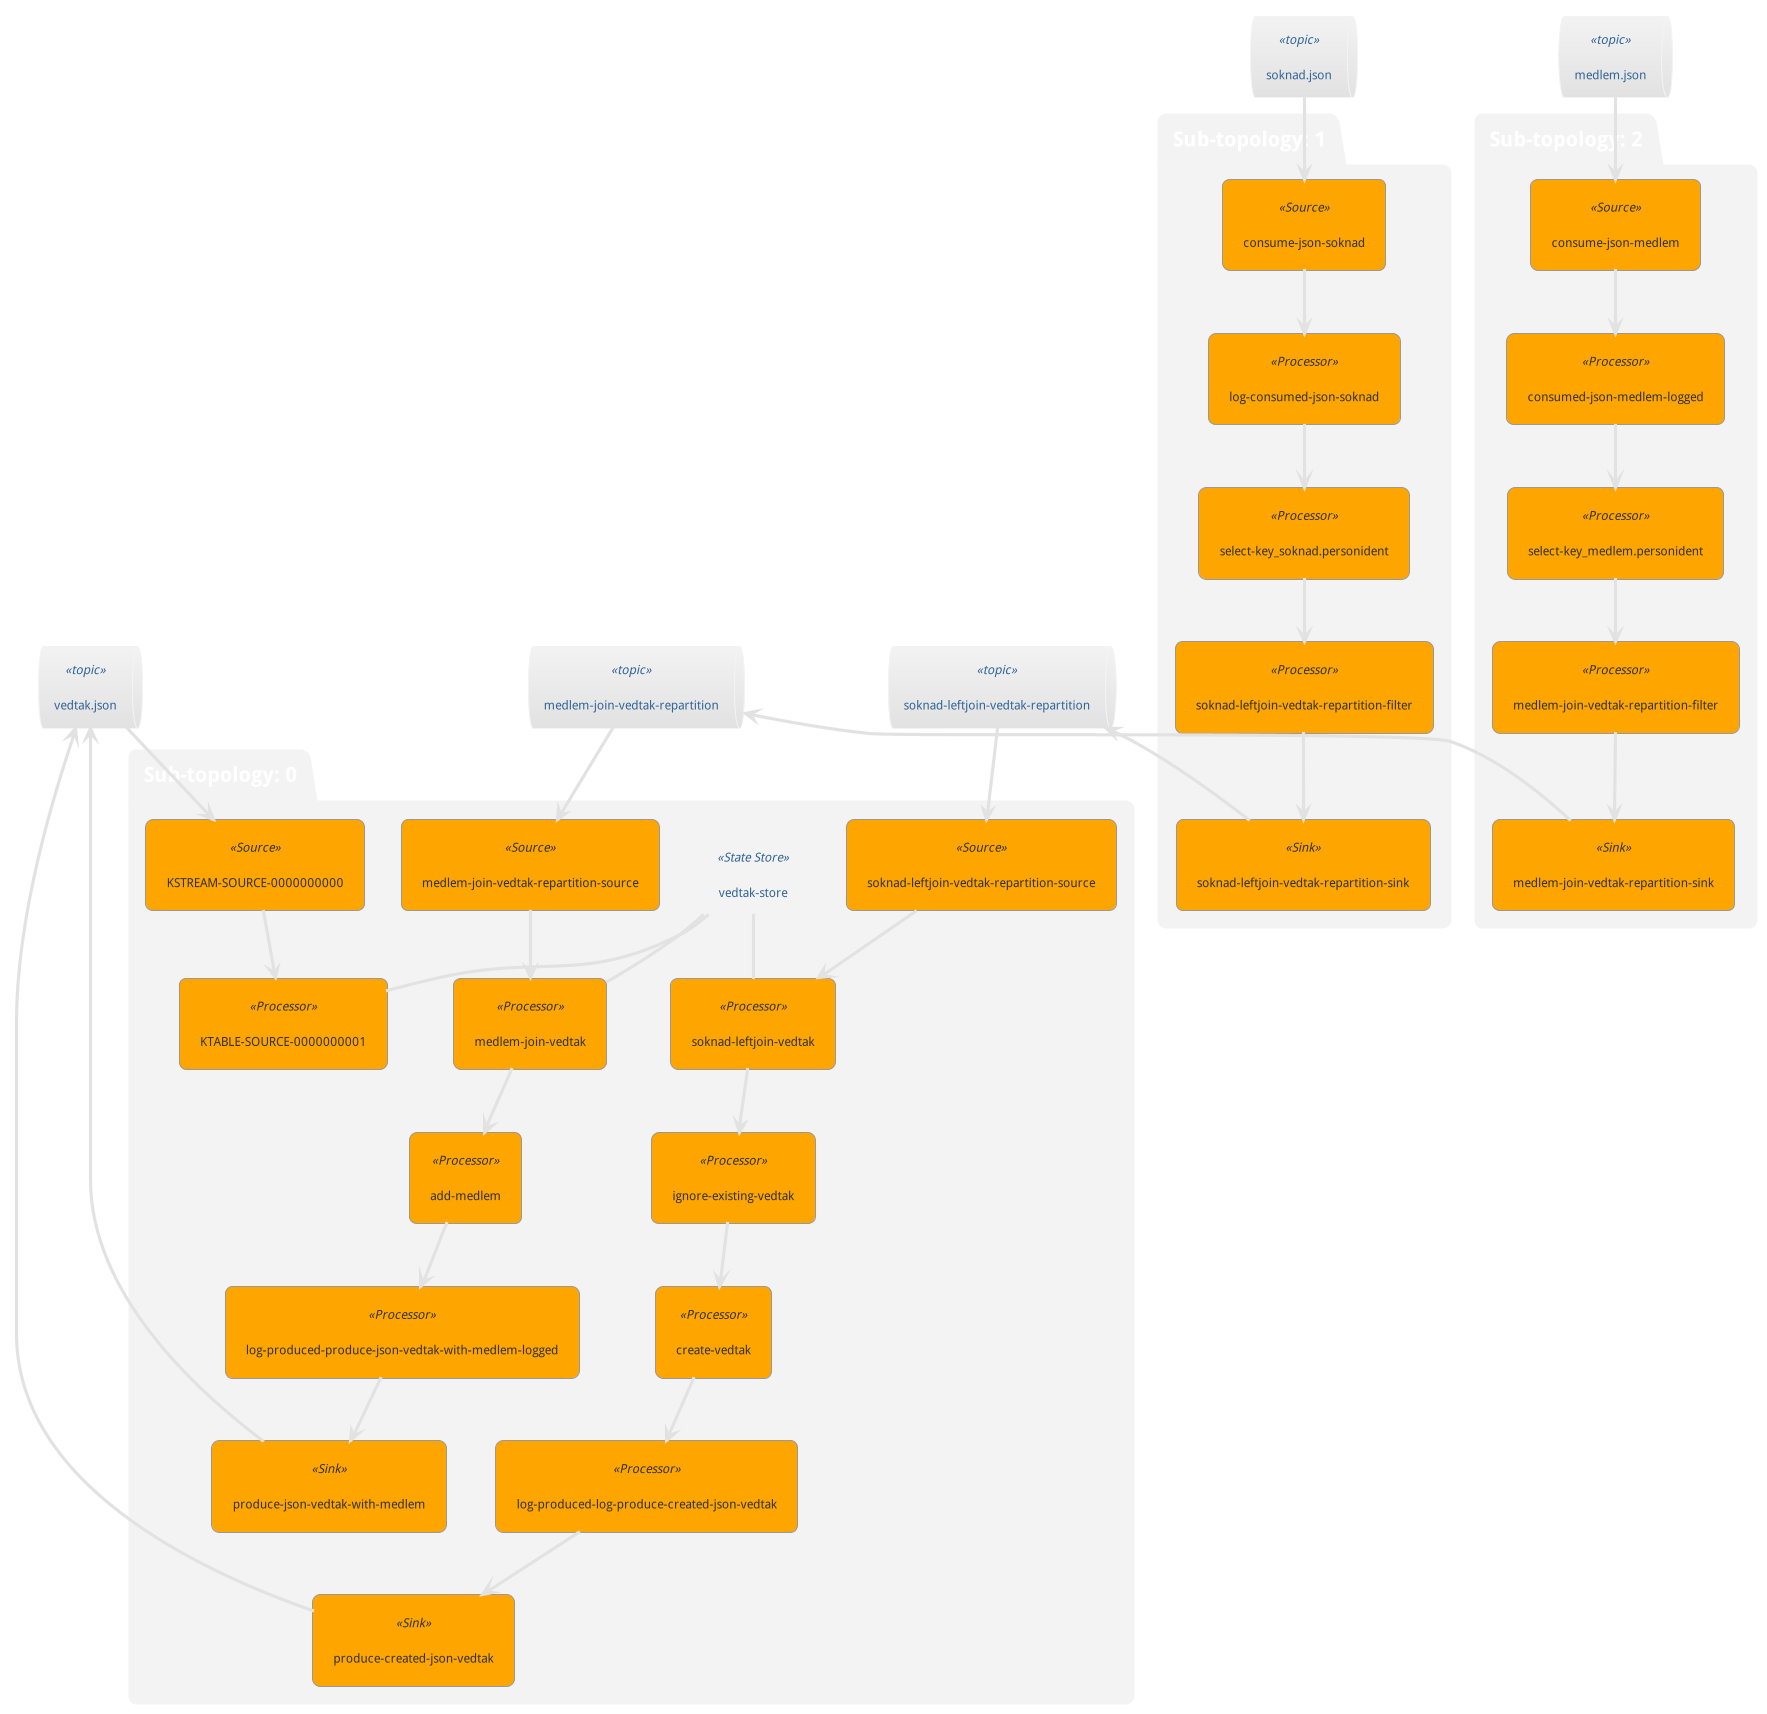 «topic»
soknad.json
«topic»
medlem.json
Sub-topology: 1
Sub-topology: 2
«Source»
consume-json-soknad
«Source»
consume-json-medlem
«Processor»
log-consumed-json-soknad
«Processor»
consumed-json-medlem-logged
«Processor»
select-key_soknad.personident
«Processor»
select-key_medlem.personident
«topic»
vedtak.json
«topic»
medlem-join-vedtak-repartition
«topic»
soknad-leftjoin-vedtak-repartition
«Processor»
soknad-leftjoin-vedtak-repartition-filter
«Processor»
medlem-join-vedtak-repartition-filter
Sub-topology: 0
«Source»
KSTREAM-SOURCE-0000000000
«Source»
medlem-join-vedtak-repartition-source
«State Store»
vedtak-store
«Source»
soknad-leftjoin-vedtak-repartition-source
«Sink»
soknad-leftjoin-vedtak-repartition-sink
«Sink»
medlem-join-vedtak-repartition-sink
«Processor»
KTABLE-SOURCE-0000000001
«Processor»
medlem-join-vedtak
«Processor»
soknad-leftjoin-vedtak
«Processor»
add-medlem
«Processor»
ignore-existing-vedtak
«Processor»
log-produced-produce-json-vedtak-with-medlem-logged
«Processor»
create-vedtak
«Sink»
produce-json-vedtak-with-medlem
«Processor»
log-produced-log-produce-created-json-vedtak
«Sink»
produce-created-json-vedtak